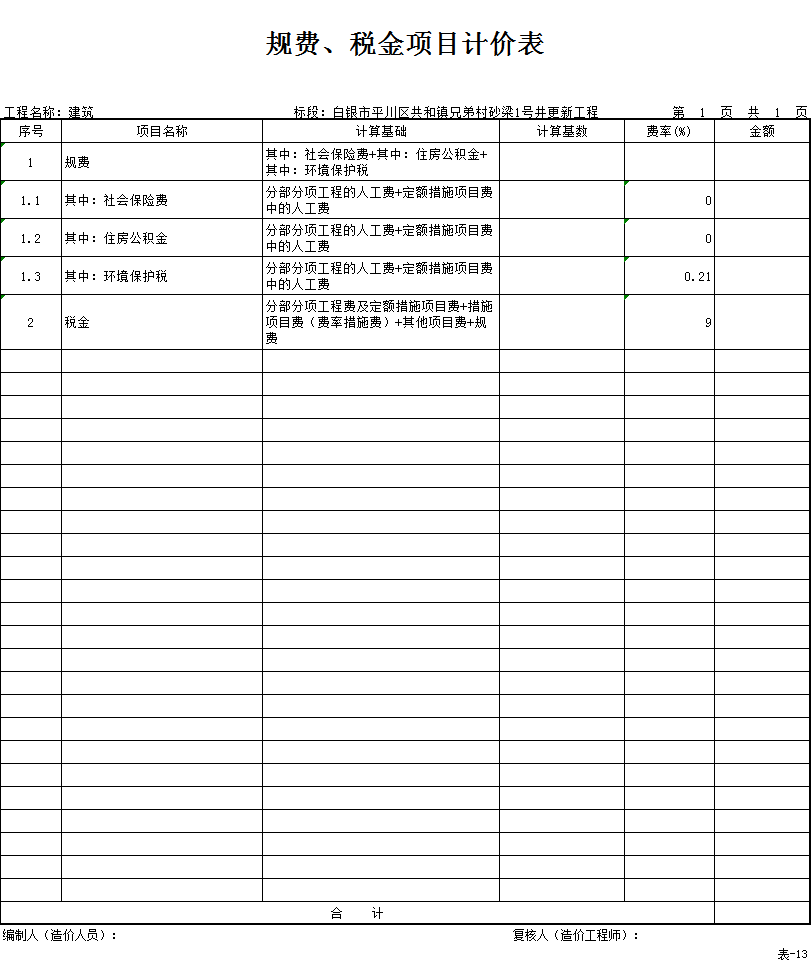 规费、税金项目计价表
工程名称：建筑 标段：白银市平川区共和镇兄弟村砂梁1号井更新工程 第 1 页 共 1 页
序号 项目名称 计算基础 计算基数 费率(%) 金额
1 规费 其中：社会保险费+其中：住房公积金+
其中：环境保护税
1.1 其中：社会保险费 分部分项工程的人工费+定额措施项目费
中的人工费 0
1.2 其中：住房公积金 分部分项工程的人工费+定额措施项目费
中的人工费 0
1.3 其中：环境保护税 分部分项工程的人工费+定额措施项目费
中的人工费 0.21
2 税金 分部分项工程费及定额措施项目费+措施
项目费（费率措施费）+其他项目费+规
费 9
合 计
编制人（造价人员）： 复核人（造价工程师）：
表-13